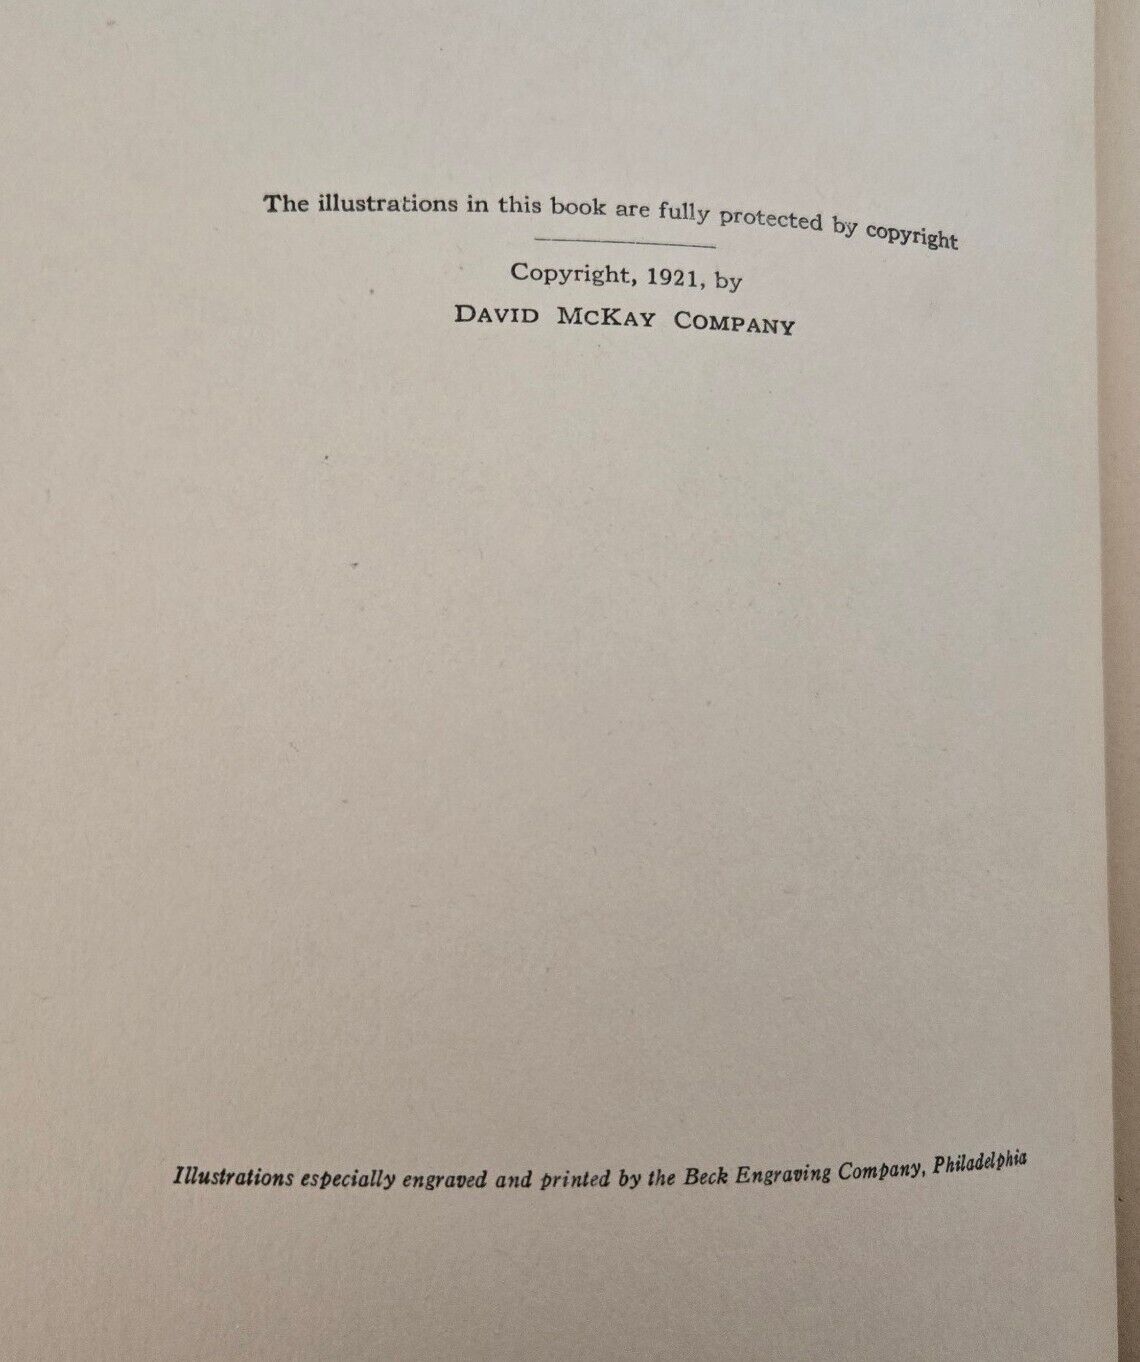 The illustrations in this book are fully protected by copyright
Copyright, 1921, by
David McKay Company
Illustrations especially engraved and printed by the Beck Engraving Company, Philadelphia